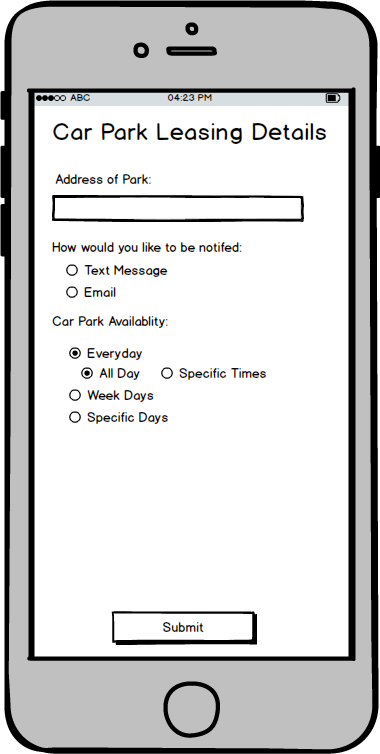 ABC 04:23 PM
Car Park Leasing Details
Address of Park:
How would you like to be notifed:
Text Message
Email
Car Park Availablity:
Everyday
All Day Specific Times
Week Days
Specific Days
Submit